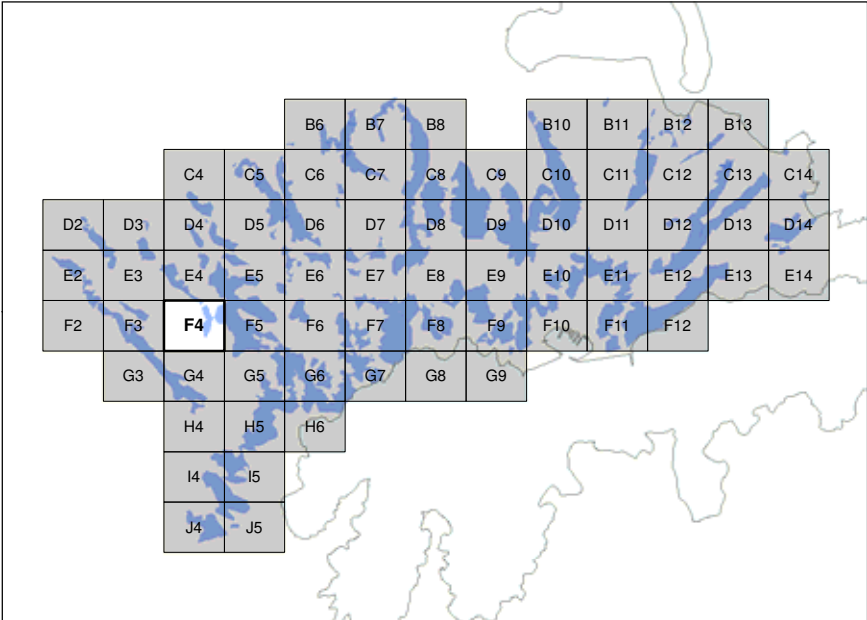 B6 B7 B8 B10 B11 B12 B13
C4 C5 C6 C7 C8 C9 C10 C11 C12 C13 C14
D2 D3 D4 D5 D6 D7 D8 D9 D10 D11 D12 D13 D14
E2 E3 E4 E5 E6 E7 E8 E9 E10 E11 E12 E13 E14
F2 F3 F4 F5 F6 F7 F8 F9 F10 F11 F12
G3 G4 G5 G6 G7 G8 G9
H4 H5 H6
I4 I5
J4 J5